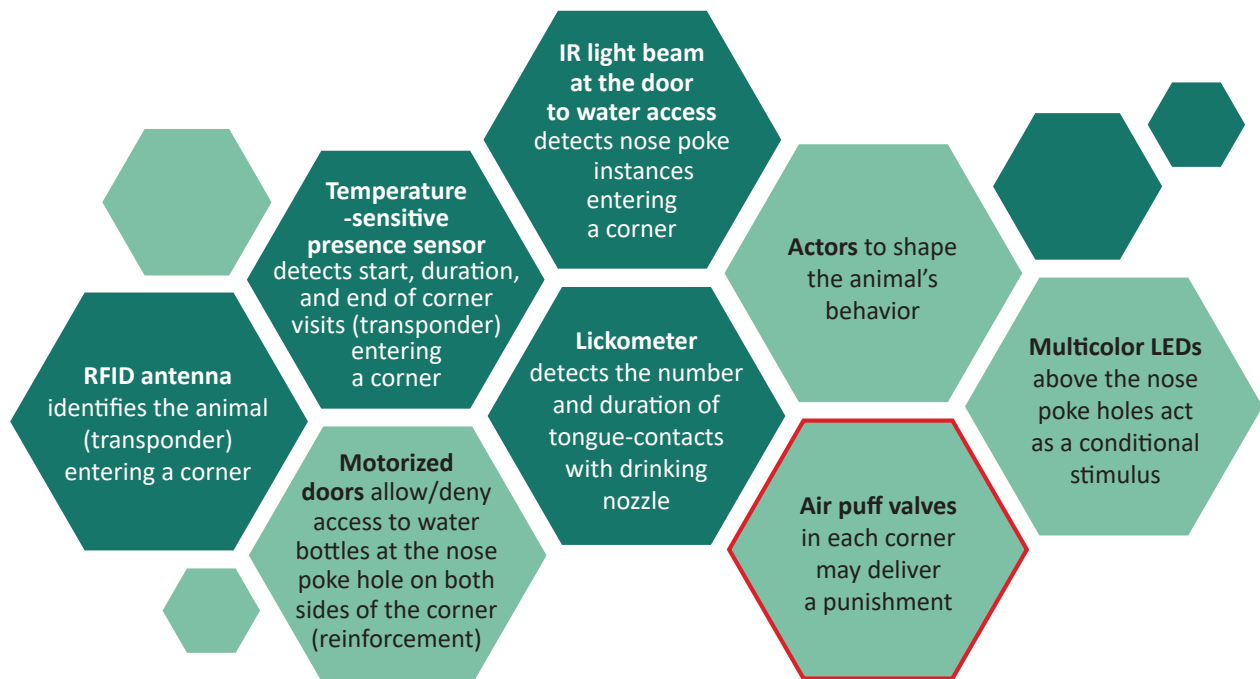 IR light beam
at the door
to water access
detects nose poke
instances
entering
a corner
Temperature
-sensitive
presence sensor
detects start, duration,
and end of corner
visits (transponder)
entering
a corner
Actors to shape
the animal's
behavior
RFID antenna
identifies the animal
(transponder)
entering a corner
Lickometer
detects the number
and duration of
tongue-contacts
with drinking
nozzle
Multicolor LEDs
above the nose
poke holes act
as a conditional
stimulus
Motorized
doors allow/deny
access to water
bottles at the nose
poke hole on both
sides of the corner
(reinforcement)
Air puff valves
in each corner
may deliver
a punishment